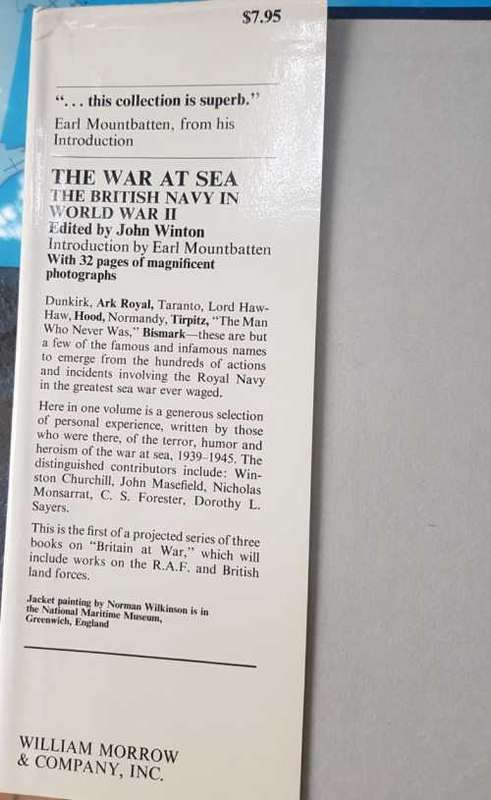 $7.95
“. . . this collection is superb.”
Earl Mountbatten, from his
Introduction
THE WAR AT SEA
THE BRITISH NAVY IN
WORLD WAR II
Edited by John Winton
Introduction by Earl Mountbatten
With 32 pages of magnificent
photographs
Dunkirk, Ark Royal, Taranto, Lord Haw-
Haw, Hood, Normandy, Tirpitz, “The Man
Who Never Was,” Bismark—these are but
a few of the famous and infamous names
to emerge from the hundreds of actions
and incidents involving the Royal Navy
in the greatest sea war ever waged.
Here in one volume is a generous selection
of personal experience, written by those
who were there, of the terror, humor and
heroism of the war at sea, 1939–1945. The
distinguished contributors include: Win-
ston Churchill, John Masefield, Nicholas
Monsarrat, C. S. Forester, Dorothy L.
Sayers.
This is the first of a projected series of three
books on “Britain at War,” which will
include works on the R.A.F. and British
land forces.
Jacket painting by Norman Wilkinson is in
the National Maritime Museum,
Greenwich, England
WILLIAM MORROW
& COMPANY, INC.